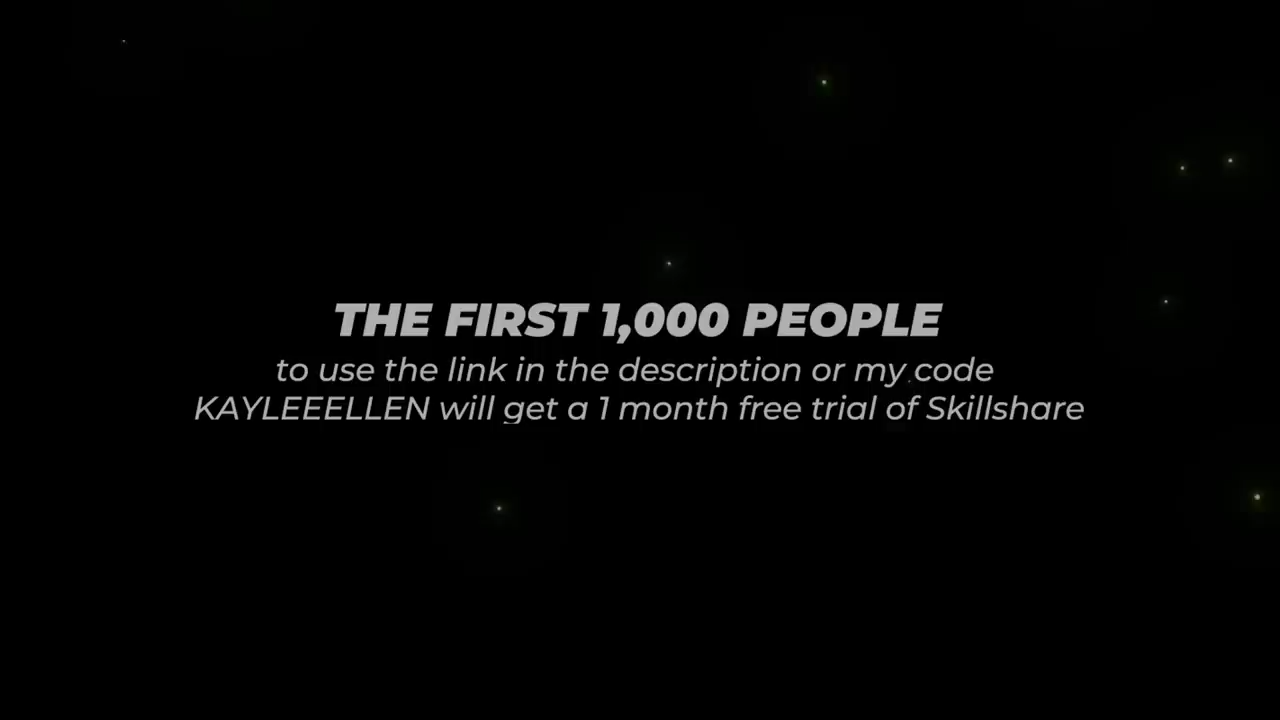 THE FIRST 1,000 PEOPLE
to use the link in the description or my code
KAYLEEELLEN will get a 1 month free trial of Skillshare